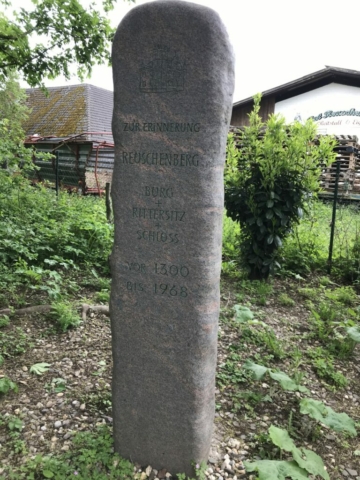 ZUR ERINNERUNG
REUSCHENBERG
BURG
+
RITTERSITZ
+
SCHLOSS
VOR 1300
BIS 1968